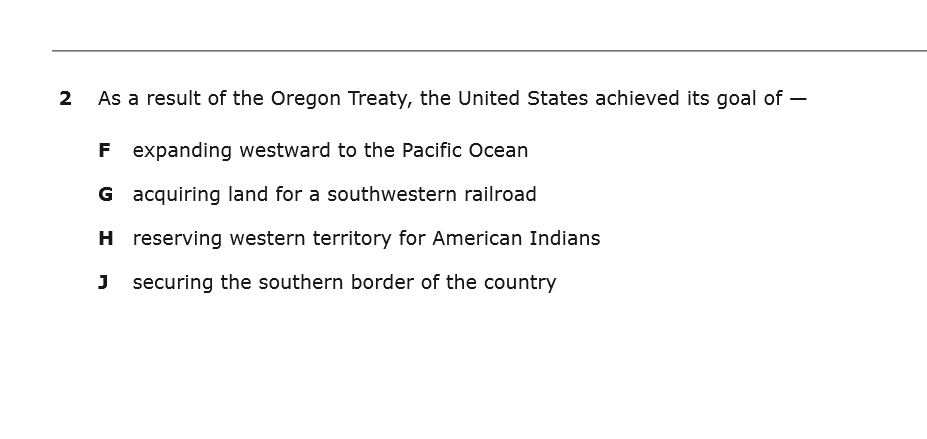 2 As a result of the Oregon Treaty, the United States achieved its goal of —
F expanding westward to the Pacific Ocean
G acquiring land for a southwestern railroad
H reserving western territory for American Indians
J securing the southern border of the country